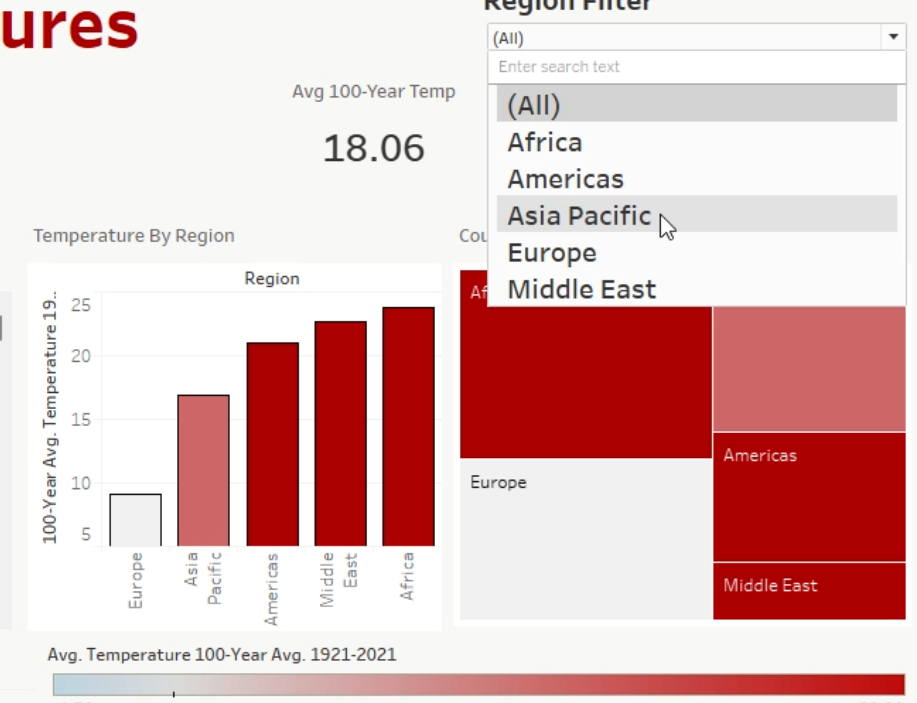 ures
Region Filter
(All)
Enter search text
(All)
Africa
Americas
Asia Pacific
Europe
Middle East
Avg 100-Year Temp
18.06
Temperature By Region
Region
100-Year Avg. Temperature 19..
25
20
15
10
5
Europe
Asia
Pacific
Americas
Middle
East
Africa
Cou
Af
Europe
Americas
Middle East
Avg. Temperature 100-Year Avg. 1921-2021